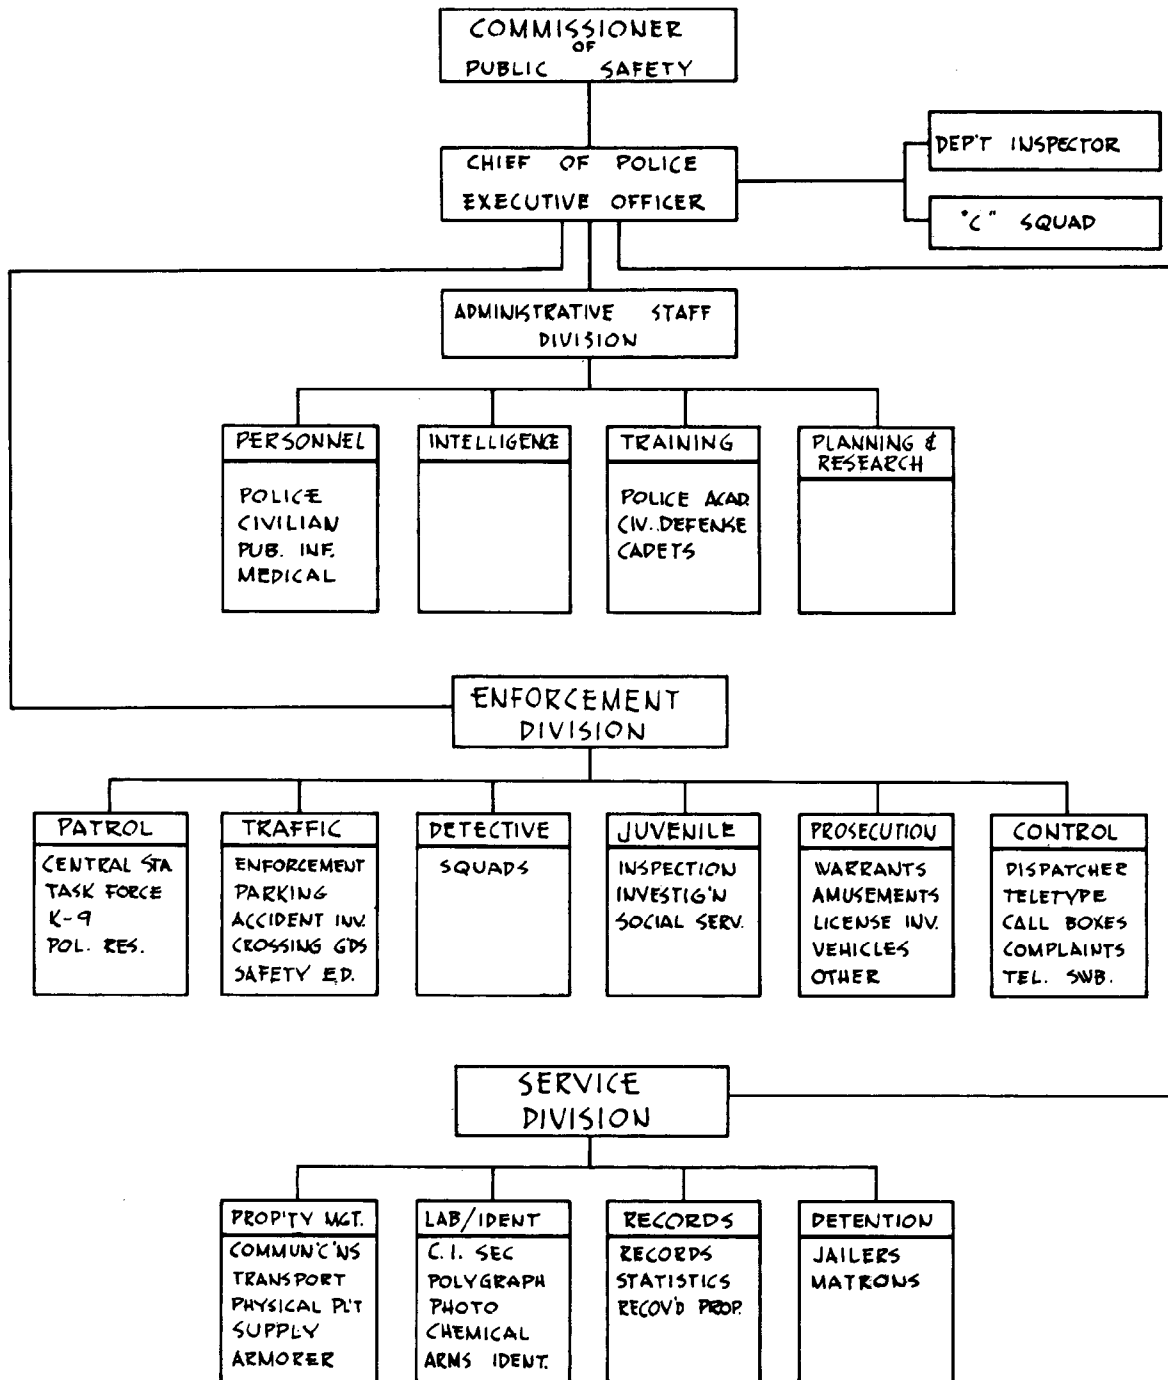 COMMISSIONER
OF
PUBLIC SAFETY
CHIEF OF POLICE
EXECUTIVE OFFICER
DEP'T INSPECTOR
"C" SQUAD
ADMINISTRATIVE STAFF
DIVISION
PERSONNEL
POLICE
CIVILIAN
PUB. INF.
MEDICAL
INTELLIGENCE
TRAINING
POLICE ACAD.
CIV. DEFENSE
CADETS
PLANNING &
RESEARCH
ENFORCEMENT
DIVISION
PATROL
CENTRAL STA.
TASK FORCE
K-9
POL. RES.
TRAFFIC
ENFORCEMENT
PARKING
ACCIDENT INV.
CROSSING G'DS
SAFETY ED.
DETECTIVE
SQUADS
JUVENILE
INSPECTION
INVESTIG'N
SOCIAL SERV.
PROSECUTION
WARRANTS
AMUSEMENTS
LICENSE INV.
VEHICLES
OTHER
CONTROL
DISPATCHER
TELETYPE
CALL BOXES
COMPLAINTS
TEL. SWB.
SERVICE
DIVISION
PROP'TY MGT.
COMMUN'C'NS
TRANSPORT
PHYSICAL PL'T
SUPPLY
ARMORER
LAB/IDENT
C.I. SEC
POLYGRAPH
PHOTO
CHEMICAL
ARMS IDENT.
RECORDS
RECORDS
STATISTICS
RECOV'D PROP.
DETENTION
JAILERS
MATRONS